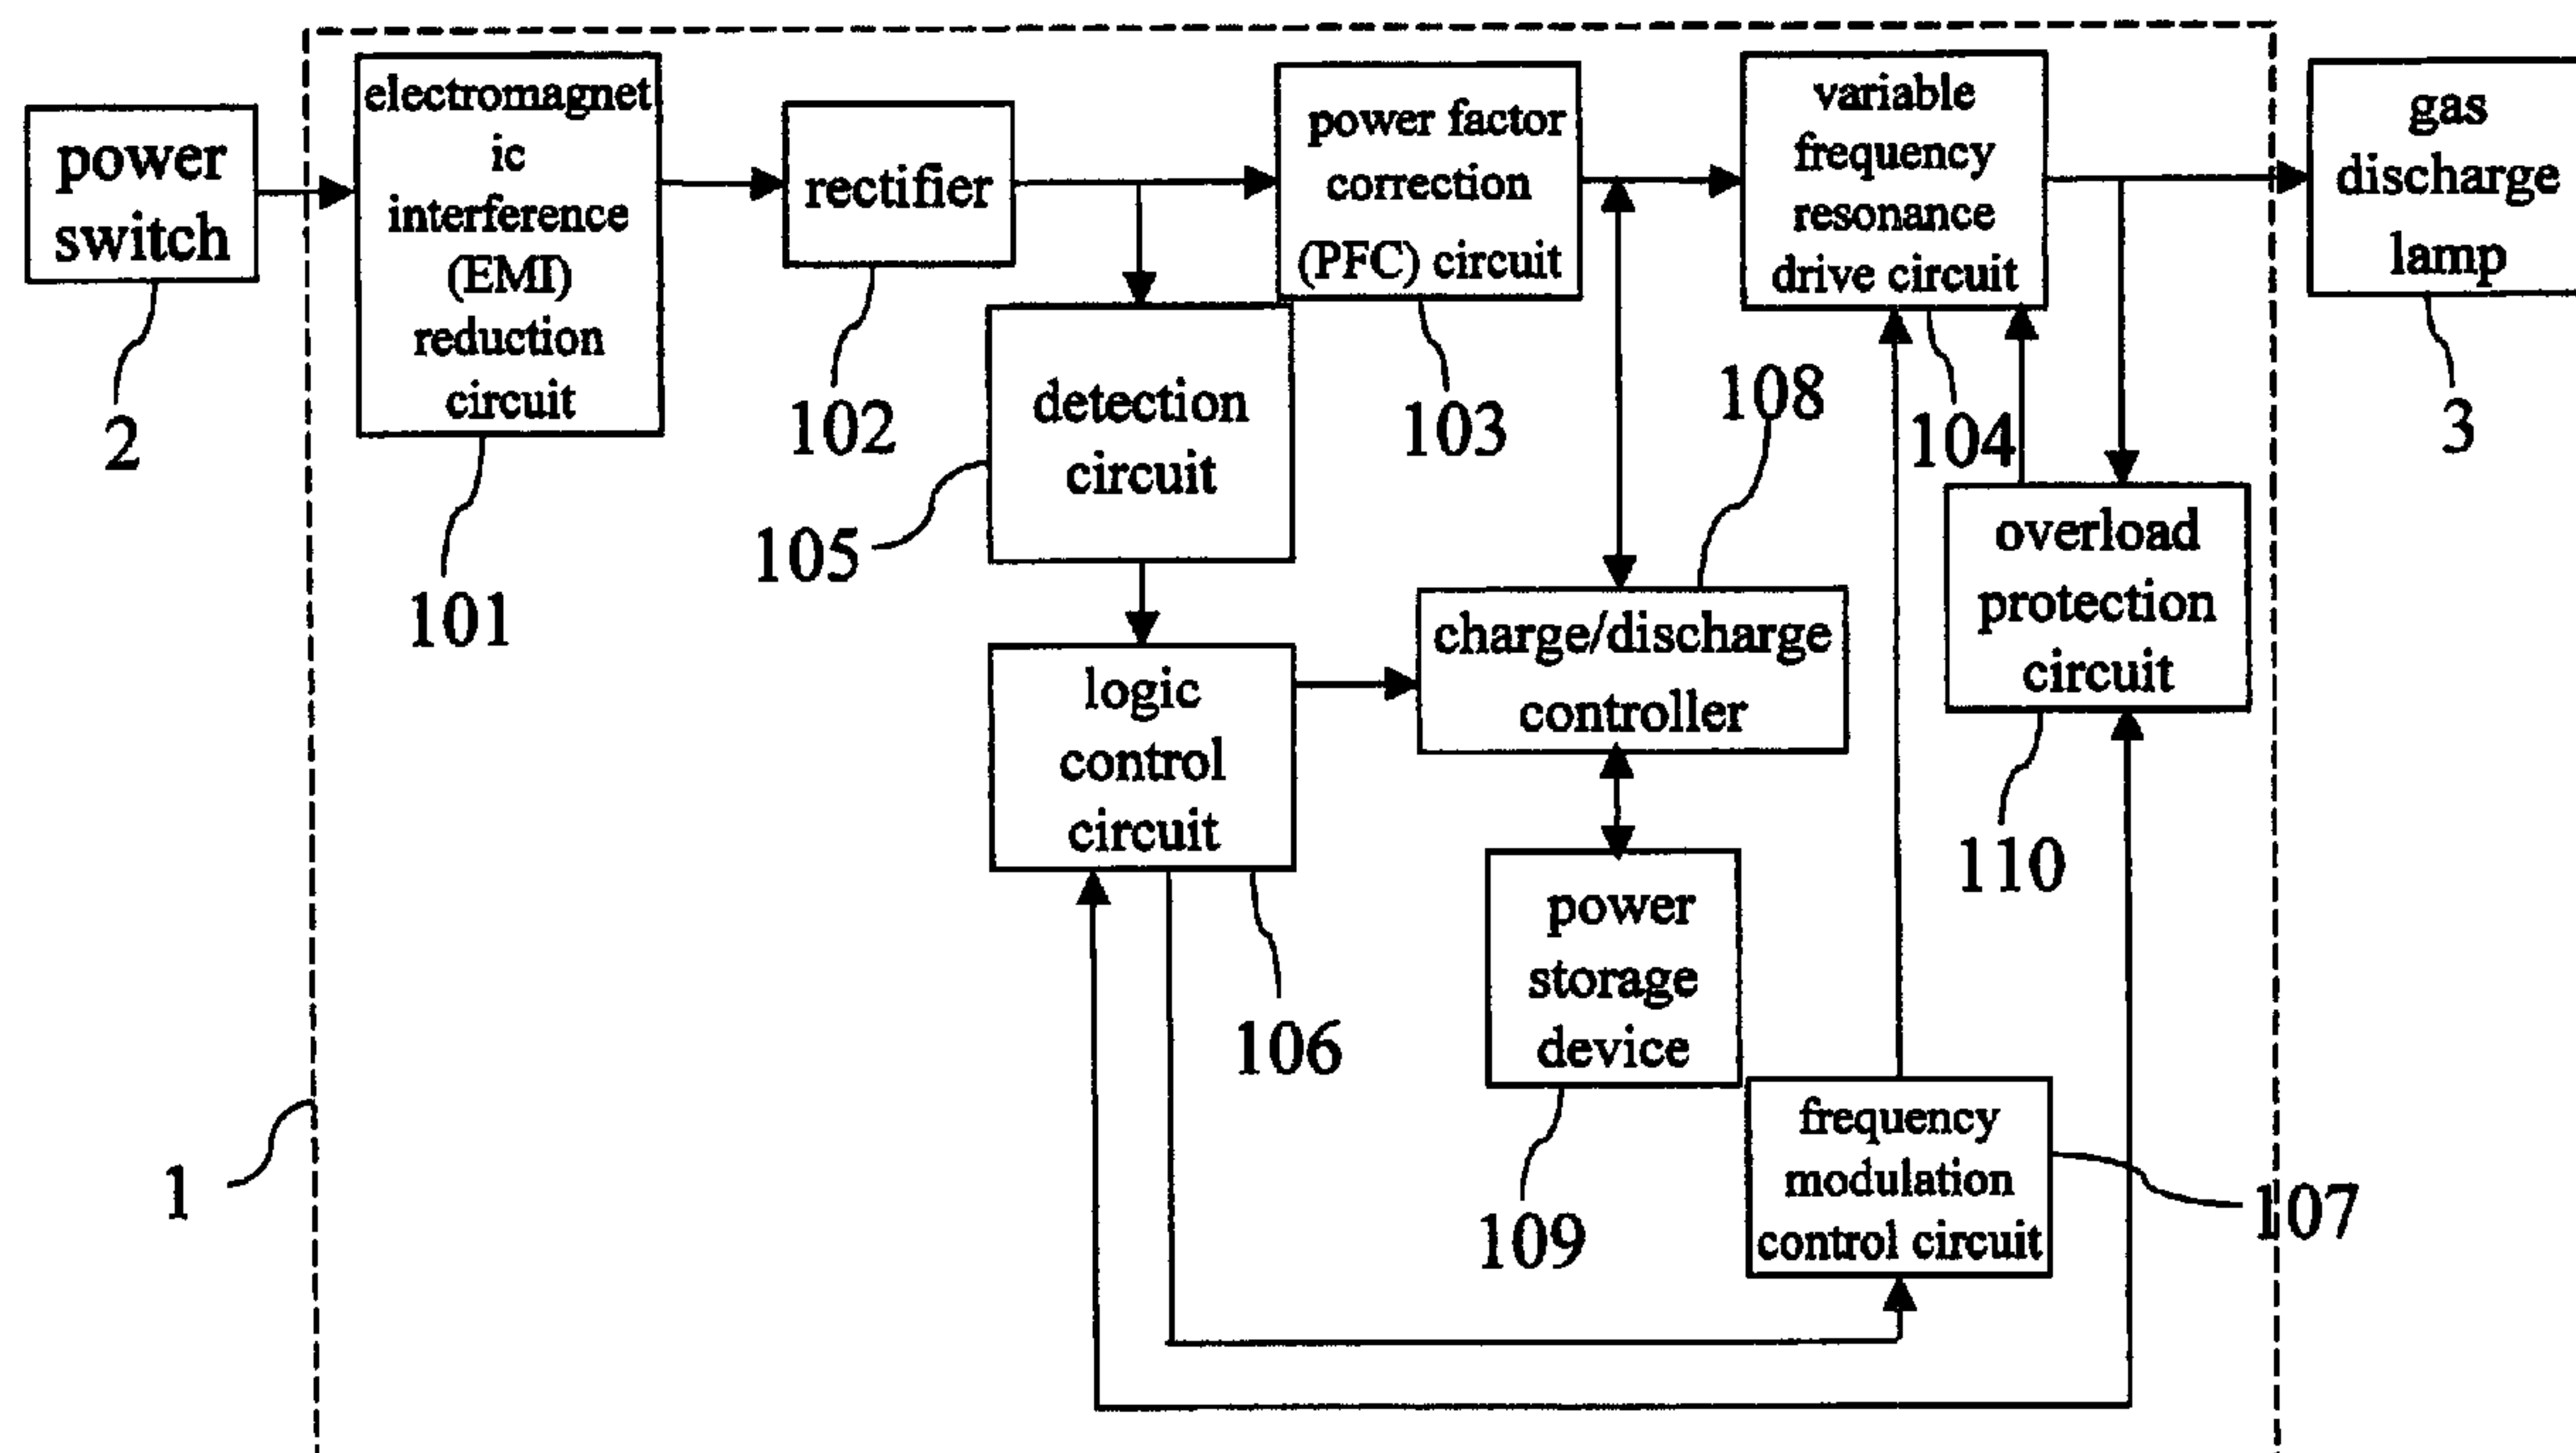 power
switch
2
electromagnet
ic
interference
(EMI)
reduction
circuit
101
rectifier
102
power factor
correction
(PFC) circuit
103
variable
frequency
resonance
drive circuit
104
gas
discharge
lamp
3
detection
circuit
105
108
charge/discharge
controller
overload
protection
circuit
110
logic
control
circuit
106
power
storage
device
109
frequency
modulation
control circuit
107
1